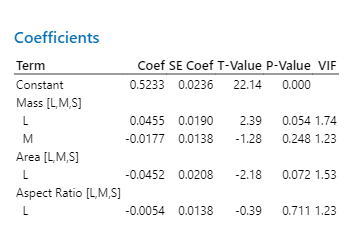 Coefficients
Term Coef SE Coef T-Value P-Value VIF
Constant 0.5233 0.0236 22.14 0.000
Mass [L,M,S]
L 0.0455 0.0190 2.39 0.054 1.74
M -0.0177 0.0138 -1.28 0.248 1.23
Area [L,M,S]
L -0.0452 0.0208 -2.18 0.072 1.53
Aspect Ratio [L,M,S]
L -0.0054 0.0138 -0.39 0.711 1.23